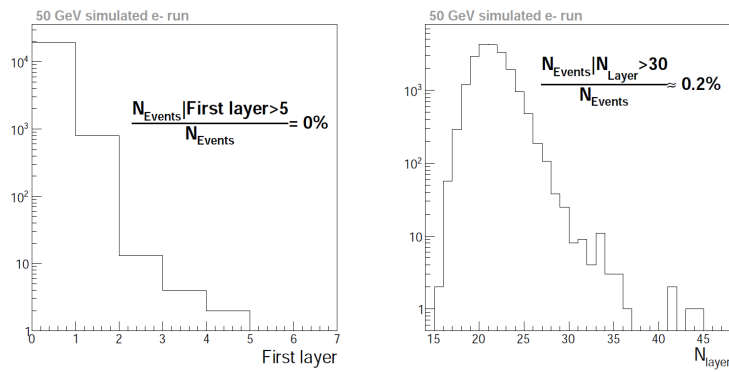 50 GeV simulated e- run
10^4
10^3
10^2
10
1
N_Events|First layer>5
N_Events
= 0%
0 1 2 3 4 5 6 7
First layer
50 GeV simulated e- run
10^3
10^2
10
1
N_Events|N_Layer>30
N_Events
≈ 0.2%
15 20 25 30 35 40 45
N_layer